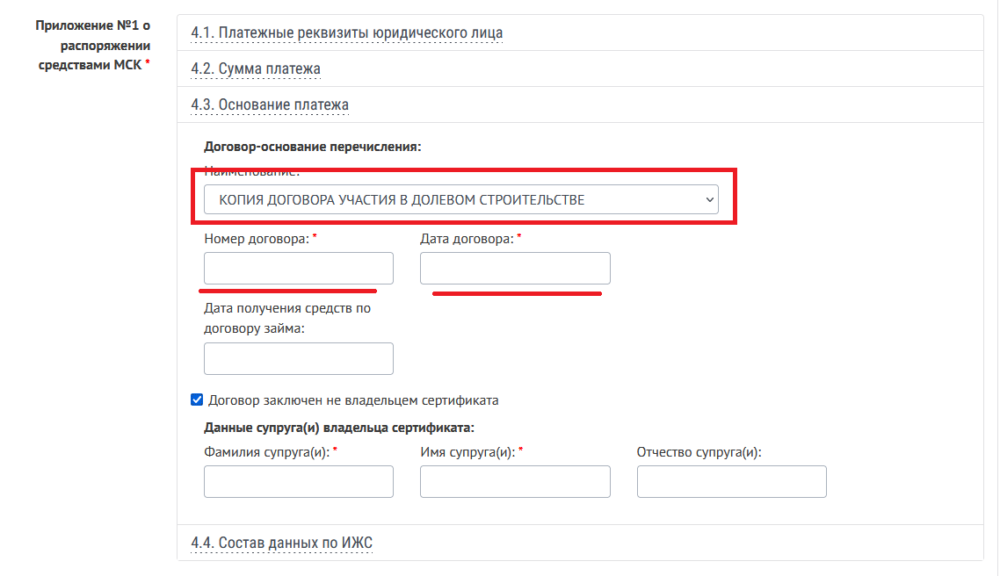 Приложение №1 о
распоряжении
средствами МСК *
4.1. Платежные реквизиты юридического лица
4.2. Сумма платежа
4.3. Основание платежа
Договор-основание перечисления:
Наименование:
КОПИЯ ДОГОВОРА УЧАСТИЯ В ДОЛЕВОМ СТРОИТЕЛЬСТВЕ
Номер договора: * Дата договора: *
Дата получения средств по
договору займа:
Договор заключен не владельцем сертификата
Данные супруга(и) владельца сертификата:
Фамилия супруга(и): * Имя супруга(и): * Отчество супруга(и):
4.4. Состав данных по ИЖС